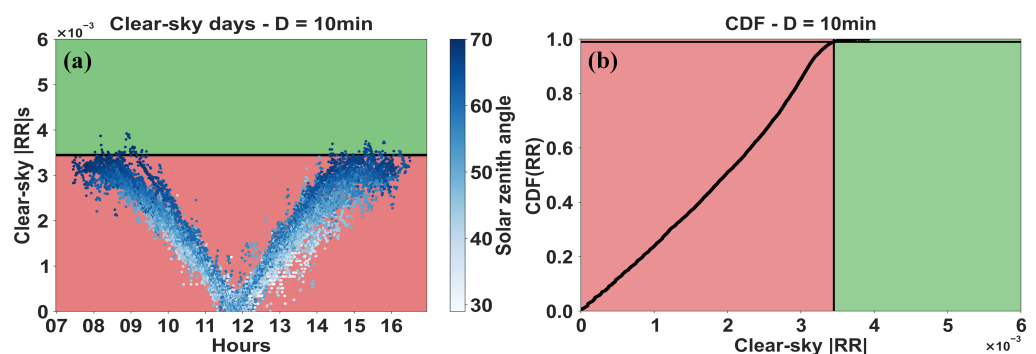 Clear-sky days - D = 10min
×10⁻³
(a)
6
5
4
3
2
1
0
Clear-sky |RR|s
07 08 09 10 11 12 13 14 15 16
Hours
70
60
50
40
30
Solar zenith angle
CDF - D = 10min
(b)
1.0
0.8
0.6
0.4
0.2
0.0
CDF(RR)
0 1 2 3 4 5 6
Clear-sky |RR|
×10⁻³